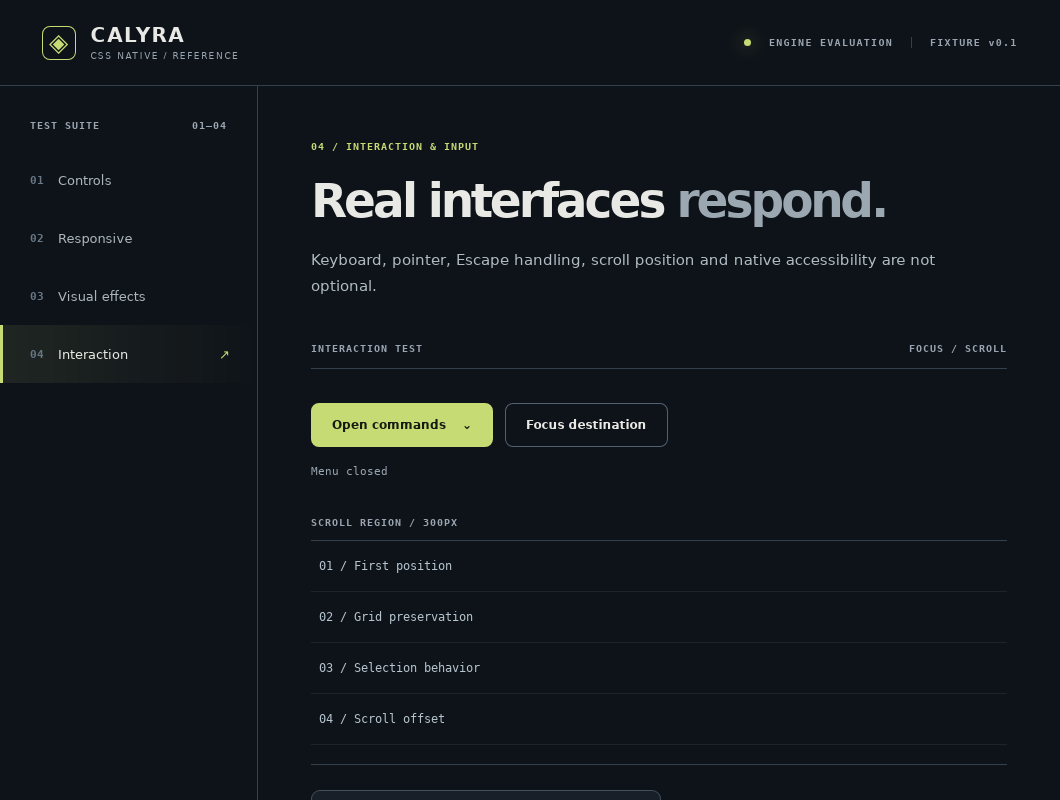 CALYRA
CSS NATIVE / REFERENCE
ENGINE EVALUATION
FIXTURE v0.1
TEST SUITE 01—04
01 Controls
02 Responsive
03 Visual effects
04 Interaction ↗
04 / INTERACTION & INPUT
Real interfaces respond.
Keyboard, pointer, Escape handling, scroll position and native accessibility are not
optional.
INTERACTION TEST FOCUS / SCROLL
Open commands ⌄ Focus destination
Menu closed
SCROLL REGION / 300PX
01 / First position
02 / Grid preservation
03 / Selection behavior
04 / Scroll offset